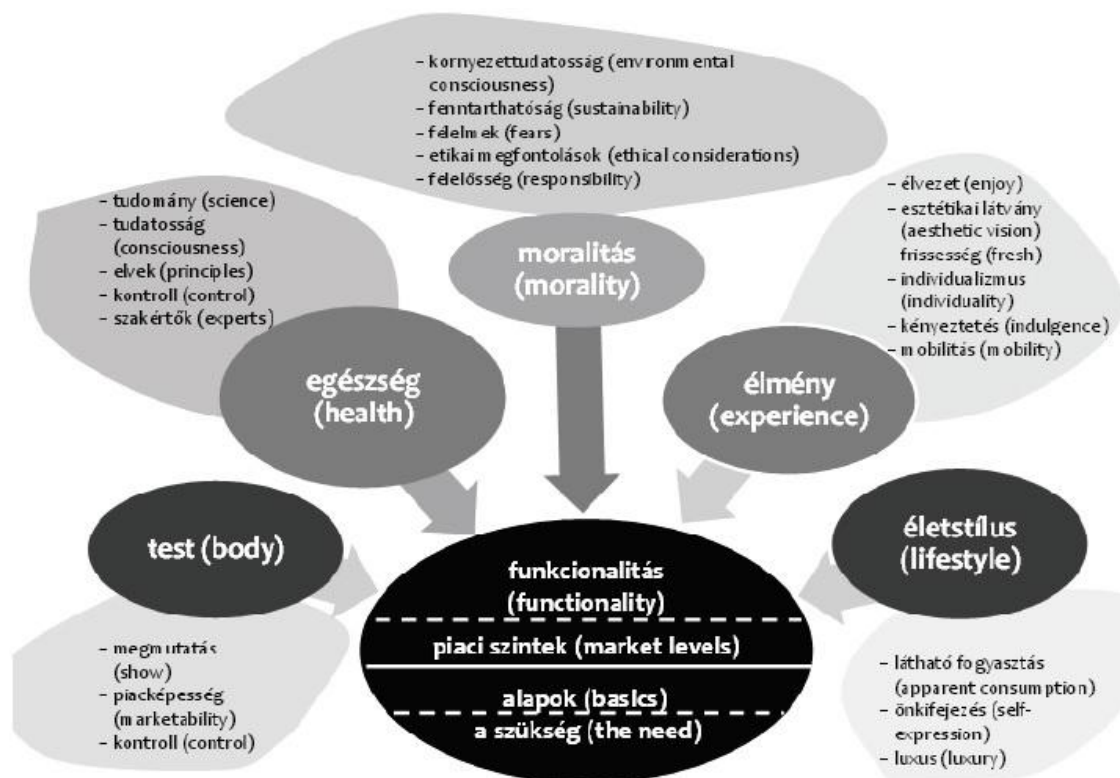 – kornyezettudatosság (environmental
consciousness)
– fenntarthatóság (sustainability)
– félelmek (fears)
– etikai megfontolások (ethical considerations)
– felelősség (responsibility)
– tudomány (science)
– tudatosság
(consciousness)
– elvek (principles)
– kontroll (control)
– szakértők (experts)
– élvezet (enjoy)
– esztétikai látvány
(aesthetic vision)
frissesség (fresh)
– individualizmus
(individuality)
– kényeztetés (indulgence)
– mobilitás (mobility)
moralitás
(morality)
egészség
(health)
élmény
(experience)
test (body)
életstílus
(lifestyle)
funkcionalitás
(functionality)
piaci szintek (market levels)
alapok (basics)
a szükség (the need)
– megmutatás
(show)
– piacképesség
(marketability)
– kontroll (control)
– látható fogyasztás
(apparent consumption)
– önkifejezés (self-
expression)
– luxus (luxury)